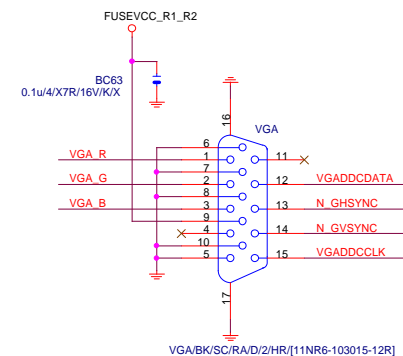 FUSEVCC_R1_R2
BC63
0.1u/4/X7R/16V/K/X
16
VGA
6
VGA_R
1
11
7
VGA_G
2
12
VGADDCDATA
8
VGA_B
3
13
N_GHSYNC
9
4
14
N_GVSYNC
10
5
15
VGADDCCLK
17
VGA/BK/SC/RA/D/2/HR/[11NR6-103015-12R]